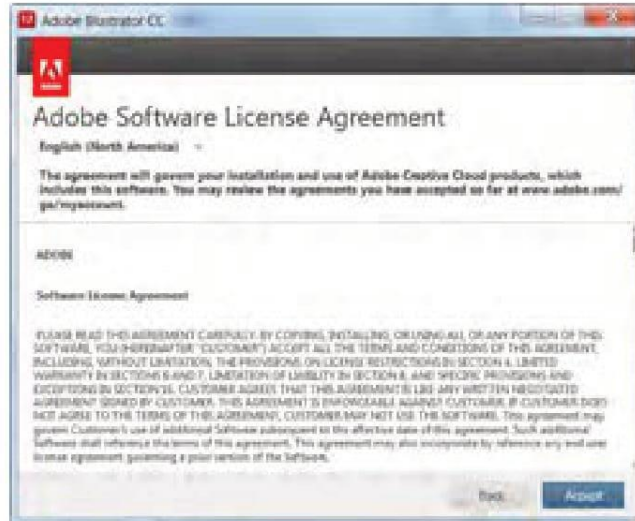 Adobe Illustrator CC
Adobe Software License Agreement
English (North America)
The agreement will govern your installation and use of Adobe Creative Cloud products, which
includes this software. You may review the agreements you have accepted so far at www.adobe.com/
go/myaccount.
ADOBE
Software License Agreement
PLEASE READ THIS AGREEMENT CAREFULLY. BY COPYING, INSTALLING, OR USING ALL OR ANY PORTION OF THIS
SOFTWARE, YOU (HEREINAFTER "CUSTOMER") ACCEPT ALL THE TERMS AND CONDITIONS OF THIS AGREEMENT,
INCLUDING, WITHOUT LIMITATION, THE PROVISIONS ON LICENSE RESTRICTIONS IN SECTION 4, LIMITED
WARRANTY IN SECTIONS 6 AND 7, LIMITATION OF LIABILITY IN SECTION 8, AND SPECIFIC PROVISIONS AND
EXCEPTIONS IN SECTION 16. CUSTOMER AGREES THAT THIS AGREEMENT IS LIKE ANY WRITTEN NEGOTIATED
AGREEMENT SIGNED BY CUSTOMER. THIS AGREEMENT IS ENFORCEABLE AGAINST CUSTOMER. IF CUSTOMER DOES
NOT AGREE TO THE TERMS OF THIS AGREEMENT, CUSTOMER MAY NOT USE THE SOFTWARE. This agreement may
govern Customer's use of additional Software subsequent to the effective date of this agreement. Such additional
Software shall reference the terms of this agreement. This agreement may also incorporate by reference any end user
license agreement governing a prior version of the Software.
Back
Accept